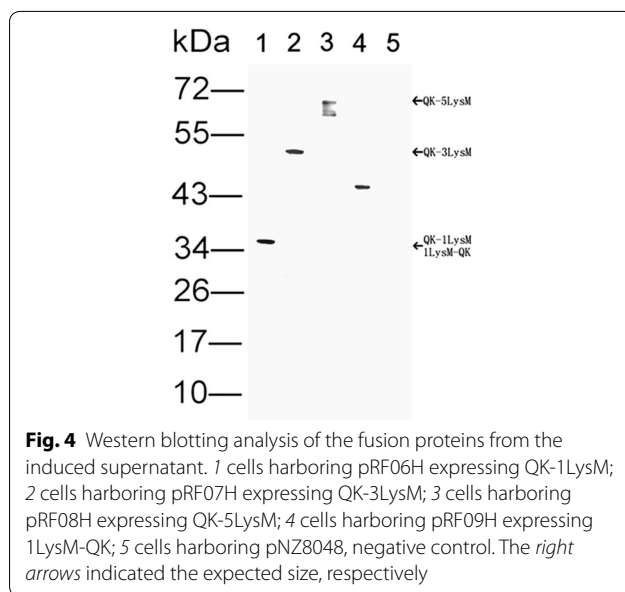 kDa 1 2 3 4 5
72
←QK-5LysM
55
←QK-3LysM
43
QK-1LysM
←
1LysM-QK
34
26
17
10
Fig. 4 Western blotting analysis of the fusion proteins from the
induced supernatant. 1 cells harboring pRF06H expressing QK-1LysM;
2 cells harboring pRF07H expressing QK-3LysM; 3 cells harboring
pRF08H expressing QK-5LysM; 4 cells harboring pRF09H expressing
1LysM-QK; 5 cells harboring pNZ8048, negative control. The right
arrows indicated the expected size, respectively